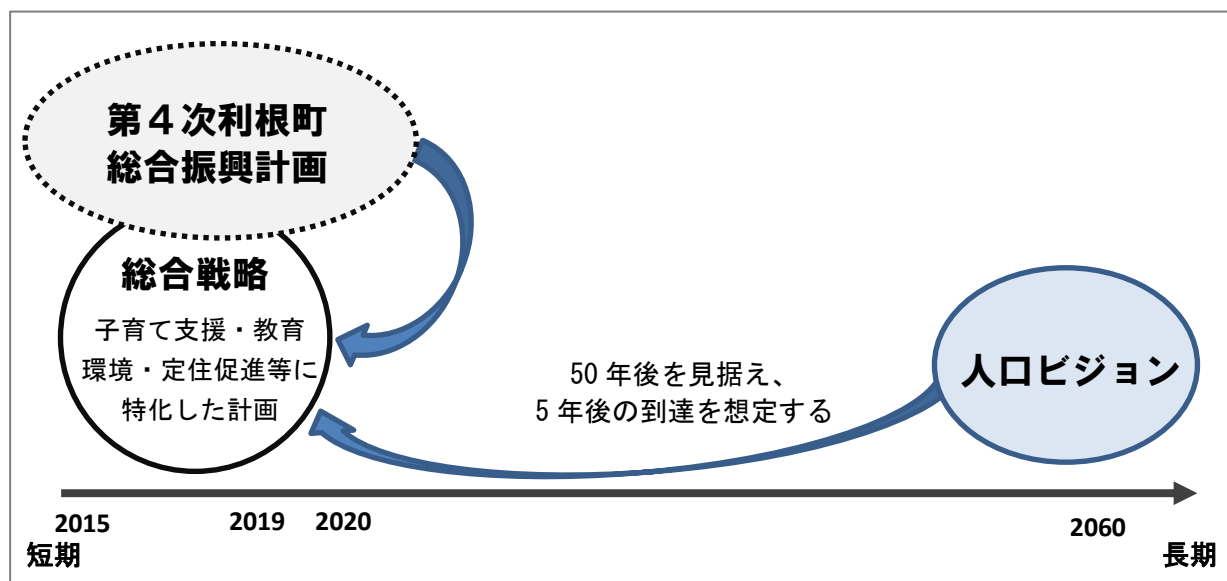 第４次利根町
総合振興計画
総合戦略
子育て支援・教育
環境・定住促進等に
特化した計画
50 年後を見据え、
5 年後の到達を想定する
人口ビジョン
2015
2019
2020
2060
短期
長期